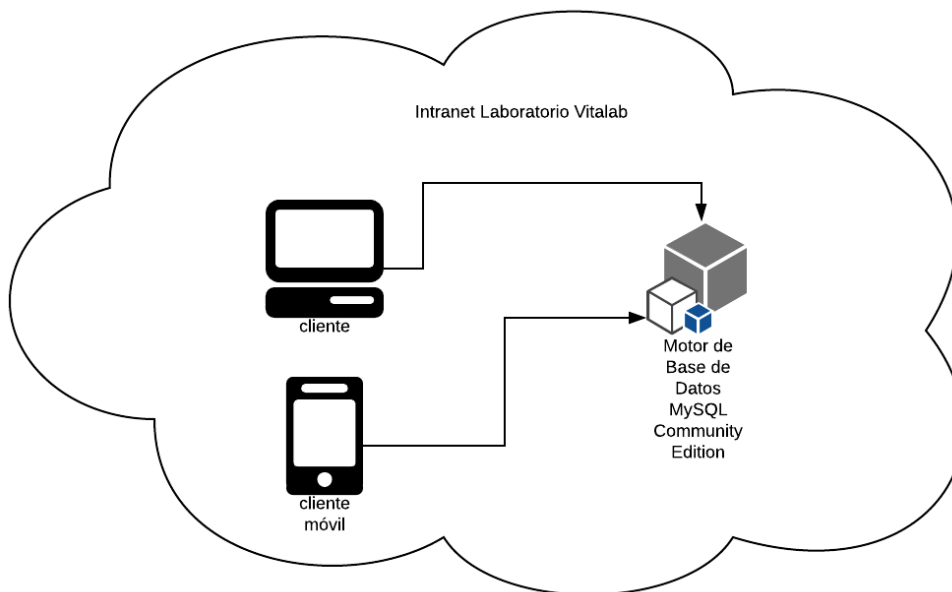 Intranet Laboratorio Vitalab
cliente
Motor de
Base de
Datos
MySQL
Community
Edition
cliente
móvil